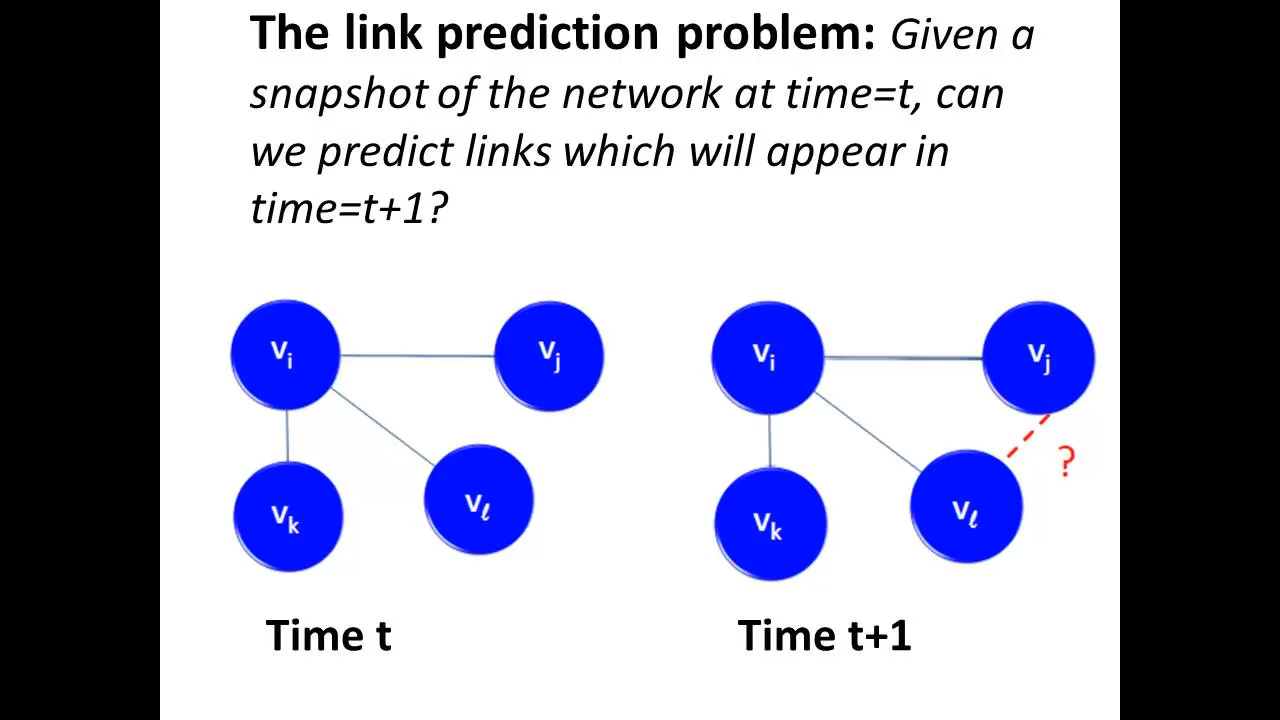 The link prediction problem: Given a
snapshot of the network at time=t, can
we predict links which will appear in
time=t+1?
vi
vj
vk
vℓ
vi
vj
vk
vℓ
?
Time t
Time t+1